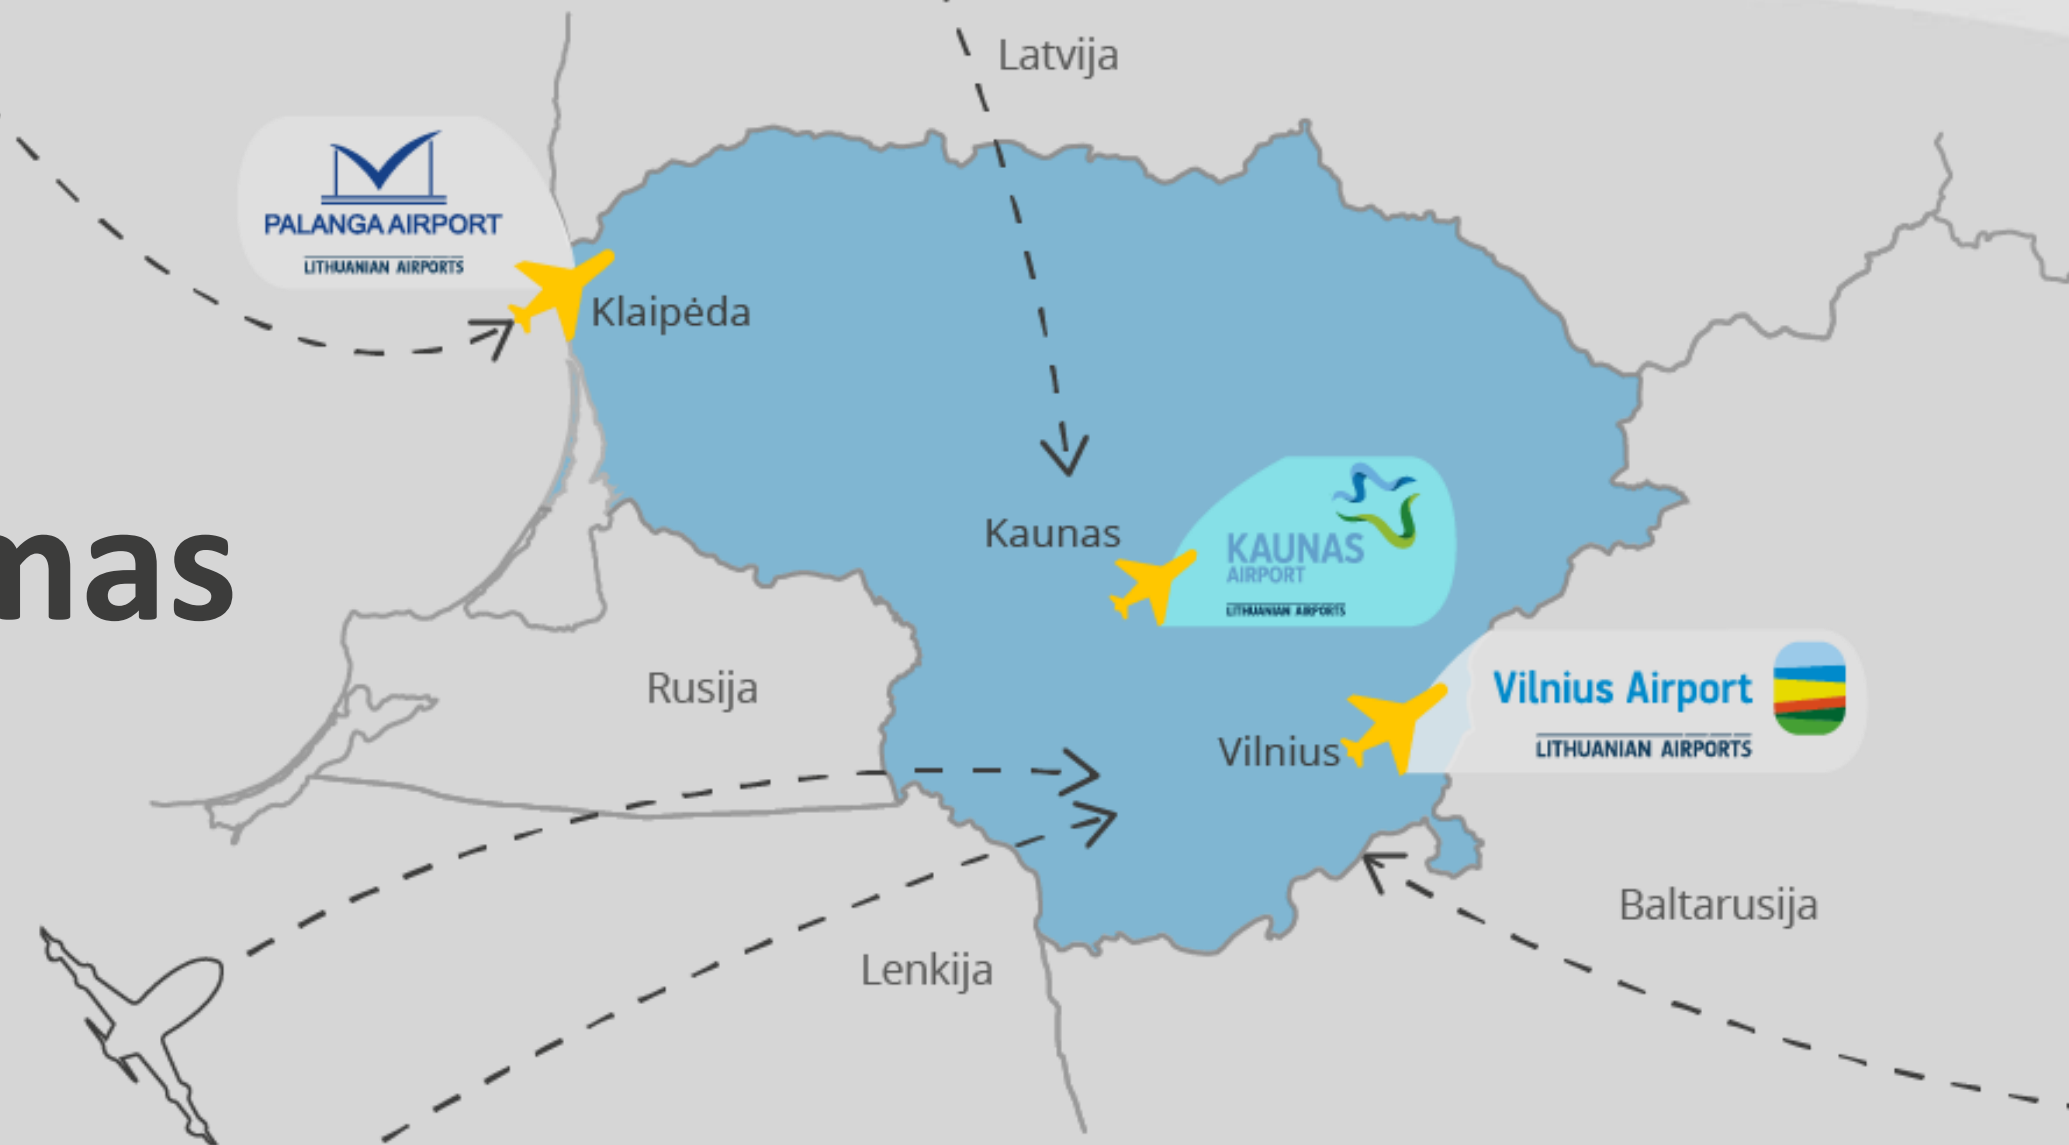 Latvija
PALANGA AIRPORT
LITHUANIAN AIRPORTS
Klaipėda
Kaunas
KAUNAS
AIRPORT
LITHUANIAN AIRPORTS
mas
Rusija
Vilnius Airport
LITHUANIAN AIRPORTS
Vilnius
Baltarusija
Lenkija